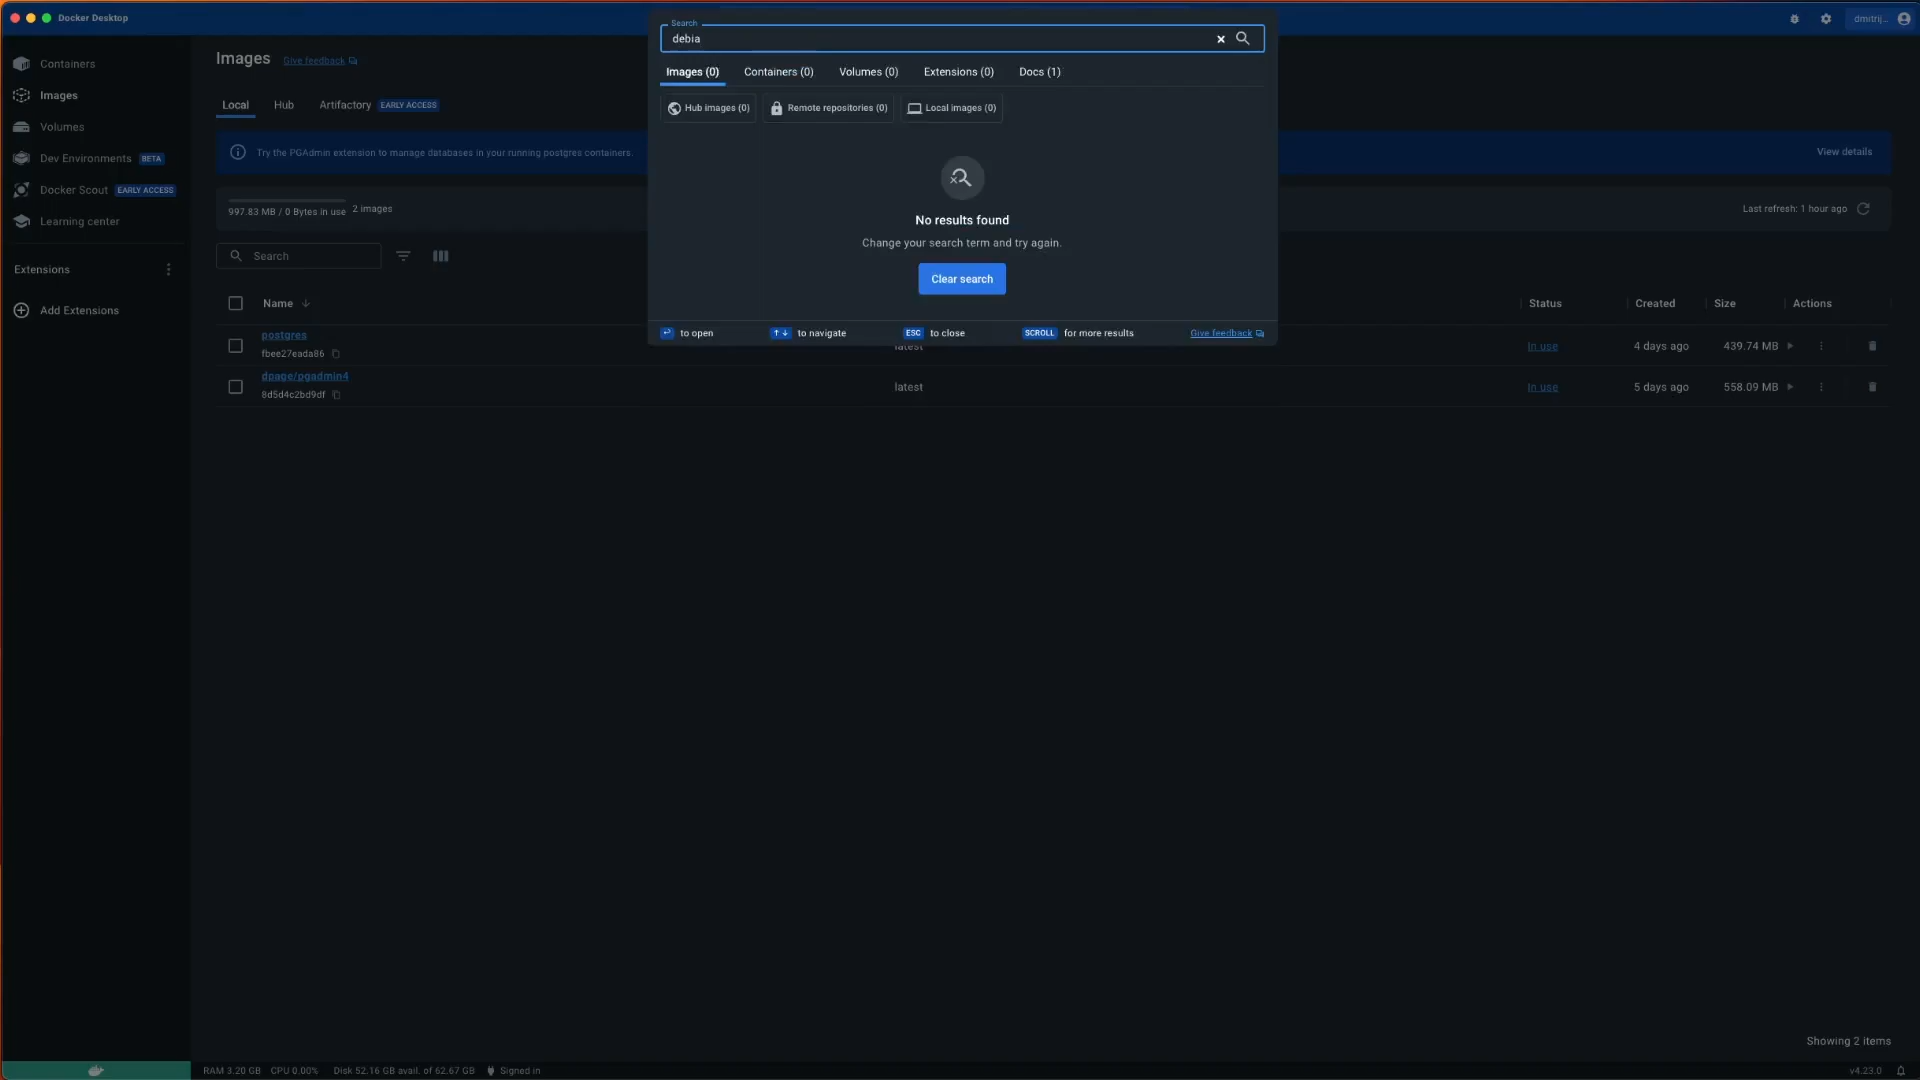 Docker Desktop
dmitrij...
Search
debia
Images (0) Containers (0) Volumes (0) Extensions (0) Docs (1)
Hub images (0) Remote repositories (0) Local images (0)
No results found
Change your search term and try again.
Clear search
to open to navigate ESC to close SCROLL for more results Give feedback
Containers
Images
Volumes
Dev Environments BETA
Docker Scout EARLY ACCESS
Learning center
Extensions
Add Extensions
Images Give feedback
Local Hub Artifactory EARLY ACCESS
Try the PGAdmin extension to manage databases in your running postgres containers. View details
997.83 MB / 0 Bytes in use 2 images Last refresh: 1 hour ago
Search
Name Status Created Size Actions
postgres
fbee27eada86
latest In use 4 days ago 439.74 MB
dpage/pgadmin4
8d5d4c2bd9df
latest In use 5 days ago 558.09 MB
Showing 2 items
RAM 3.20 GB CPU 0.00% Disk 52.16 GB avail. of 62.67 GB Signed in v4.23.0